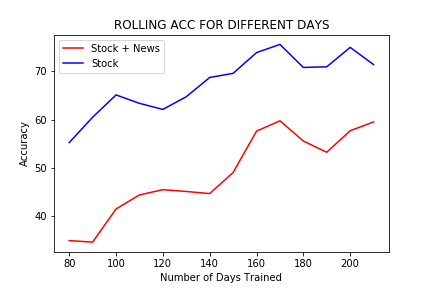 ROLLING ACC FOR DIFFERENT DAYS
Stock + News
Stock
Accuracy
70
60
50
40
80 100 120 140 160 180 200
Number of Days Trained